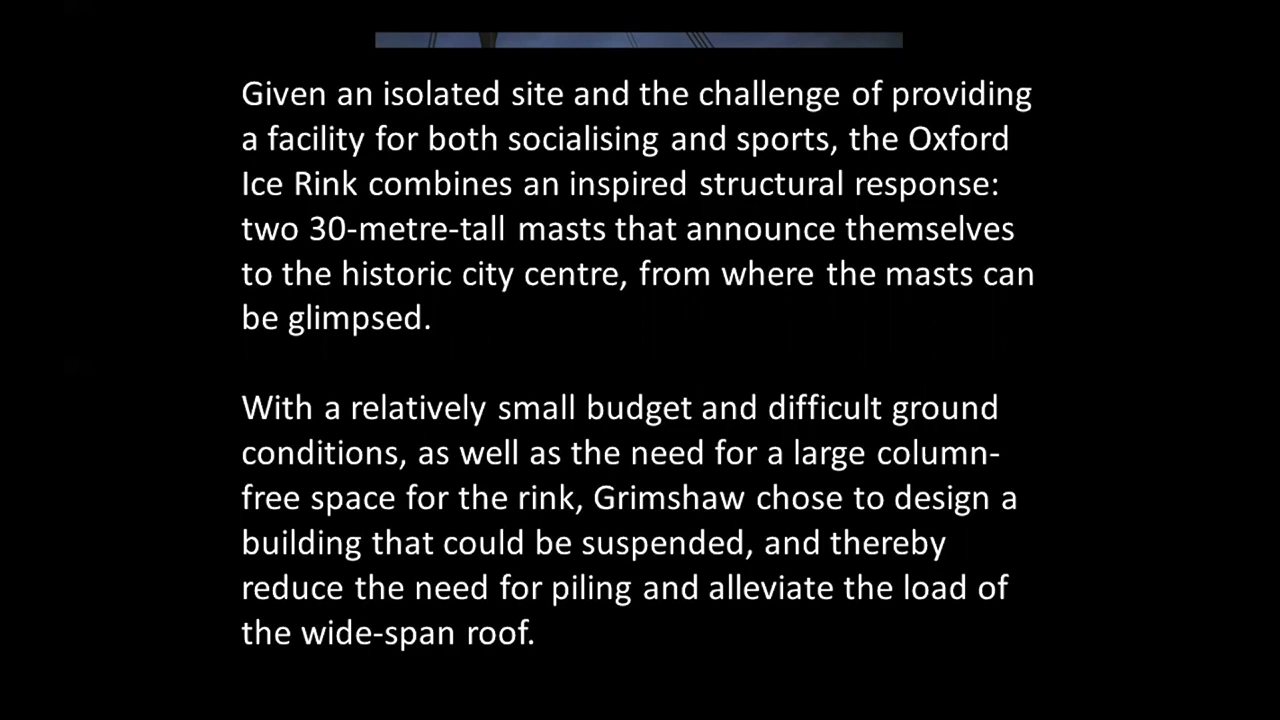 Given an isolated site and the challenge of providing
a facility for both socialising and sports, the Oxford
Ice Rink combines an inspired structural response:
two 30-metre-tall masts that announce themselves
to the historic city centre, from where the masts can
be glimpsed.
With a relatively small budget and difficult ground
conditions, as well as the need for a large column-
free space for the rink, Grimshaw chose to design a
building that could be suspended, and thereby
reduce the need for piling and alleviate the load of
the wide-span roof.